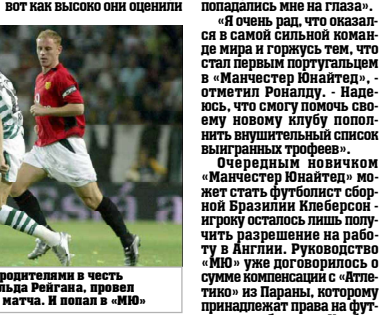 вот как высоко они оценили
родителями в честь
льда Рейгана, провел
матча. И попал в «МЮ»
попадались мне на глаза».
«Я очень рад, что оказал-
ся в самой сильной коман-
де мира и горжусь тем, что
стал первым португальцем
в «Манчестер Юнайтед», -
отметил Роналду. - Наде-
юсь, что смогу помочь сво-
ему новому клубу попол-
нить внушительный список
выигранных трофеев».
Очередным новичком
«Манчестер Юнайтед» мо-
жет стать футболист сбор-
ной Бразилии Клеберсон -
игроку осталось лишь полу-
чить разрешение на рабо-
ту в Англии. Руководство
«МЮ» уже договорилось о
сумме компенсации с «Атле-
тико» из Параны, которому
принадлежат права на фут-